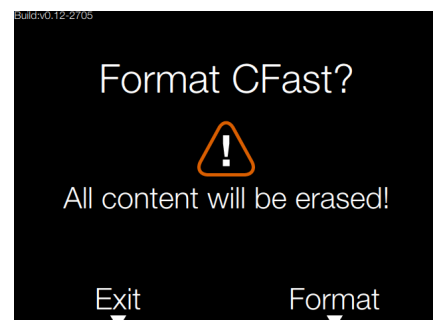 Build:v0.12-2705
Format CFast?
!
All content will be erased!
Exit Format